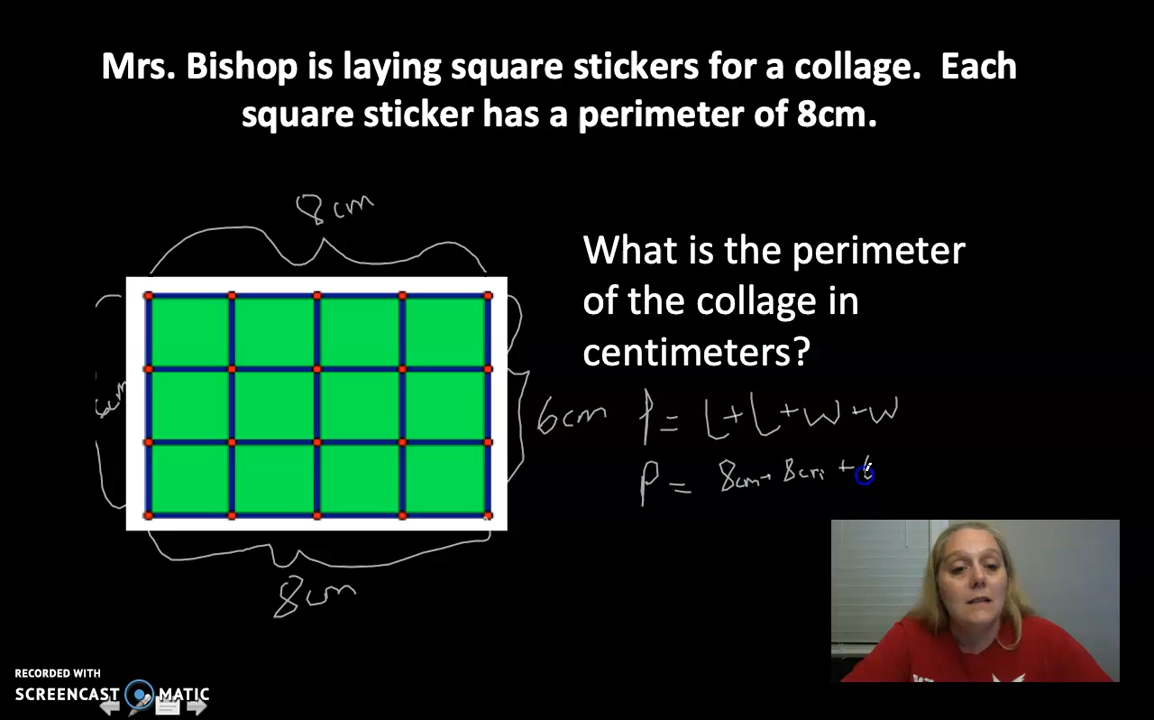 Mrs. Bishop is laying square stickers for a collage. Each
square sticker has a perimeter of 8cm.
8cm
What is the perimeter
of the collage in
centimeters?
6cm
6cm
P = L+L+W+W
P = 8cm+ 8cm +
8cm
RECORDED WITH
SCREENCAST MATIC